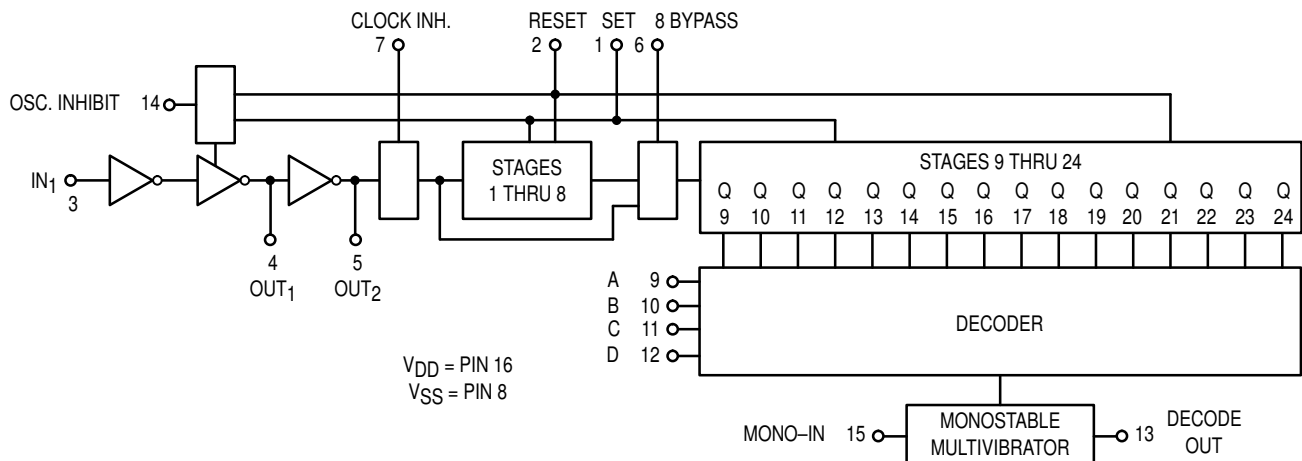 CLOCK INH.
7
RESET
2
SET
1
8 BYPASS
6
OSC. INHIBIT 14
IN1
3
STAGES
1 THRU 8
STAGES 9 THRU 24
Q Q Q Q Q Q Q Q Q Q Q Q Q Q Q Q
9 10 11 12 13 14 15 16 17 18 19 20 21 22 23 24
4
OUT1
5
OUT2
A 9
B 10
C 11
D 12
DECODER
VDD = PIN 16
VSS = PIN 8
MONO–IN 15
MONOSTABLE
MULTIVIBRATOR
13 DECODE
OUT